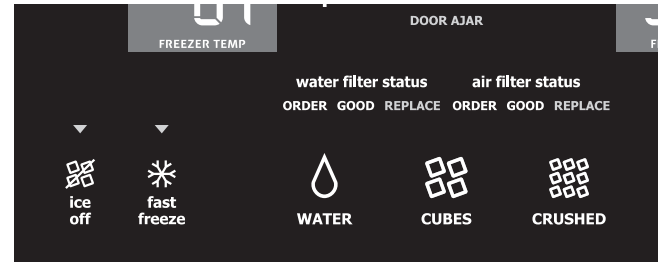 DOOR AJAR
FREEZER TEMP
water filter status air filter status
ORDER GOOD REPLACE ORDER GOOD REPLACE
ice off
fast freeze
WATER
CUBES
CRUSHED